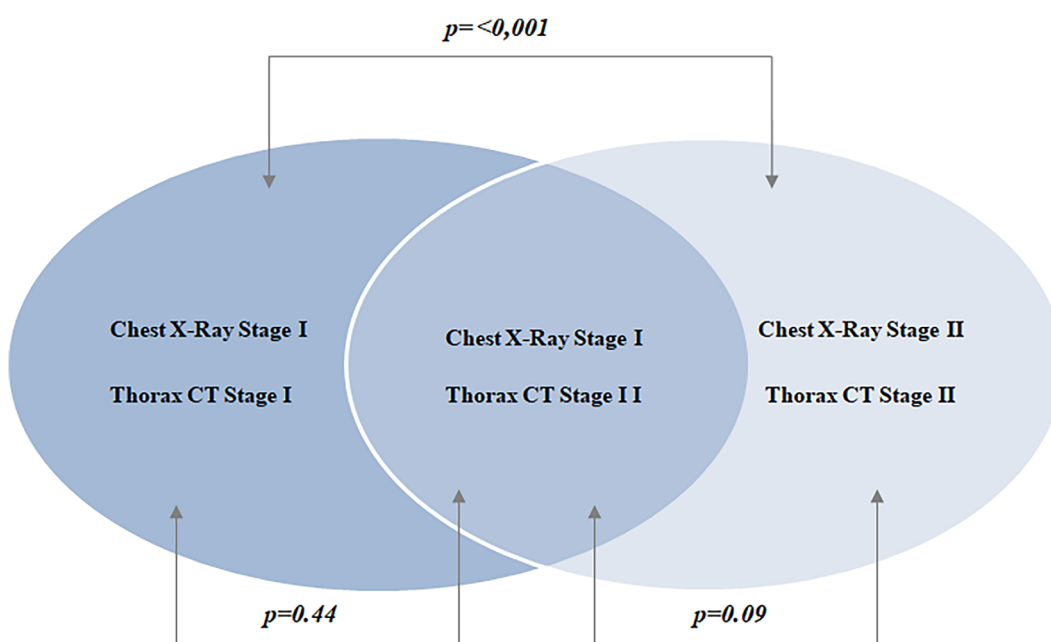 p=<0,001
Chest X-Ray Stage I
Thorax CT Stage I
Chest X-Ray Stage I
Thorax CT Stage I I
Chest X-Ray Stage II
Thorax CT Stage II
p=0.44
p=0.09